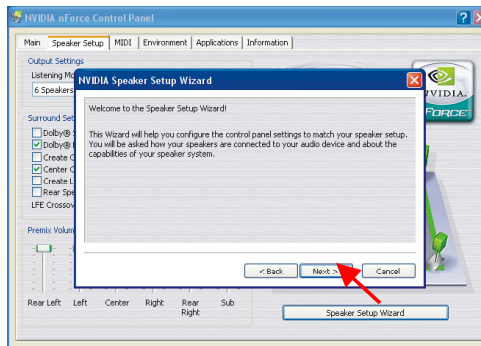 NVIDIA nForce Control Panel
Main Speaker Setup MIDI Environment Applications Information
Output Settings
Listening Mo
6 Speakers
NVIDIA Speaker Setup Wizard
Welcome to the Speaker Setup Wizard!
This Wizard will help you configure the control panel settings to match your speaker setup.
You will be asked how your speakers are connected to your audio device and about the
capabilities of your speaker system.
< Back Next > Cancel
Surround Set
Dolby®
Dolby®
Create C
Center C
Create L
Rear Spe
LFE Crossov
Premix Volum
Rear Left Left Center Right Rear Right Sub
Speaker Setup Wizard
VIDIA.
FORCE